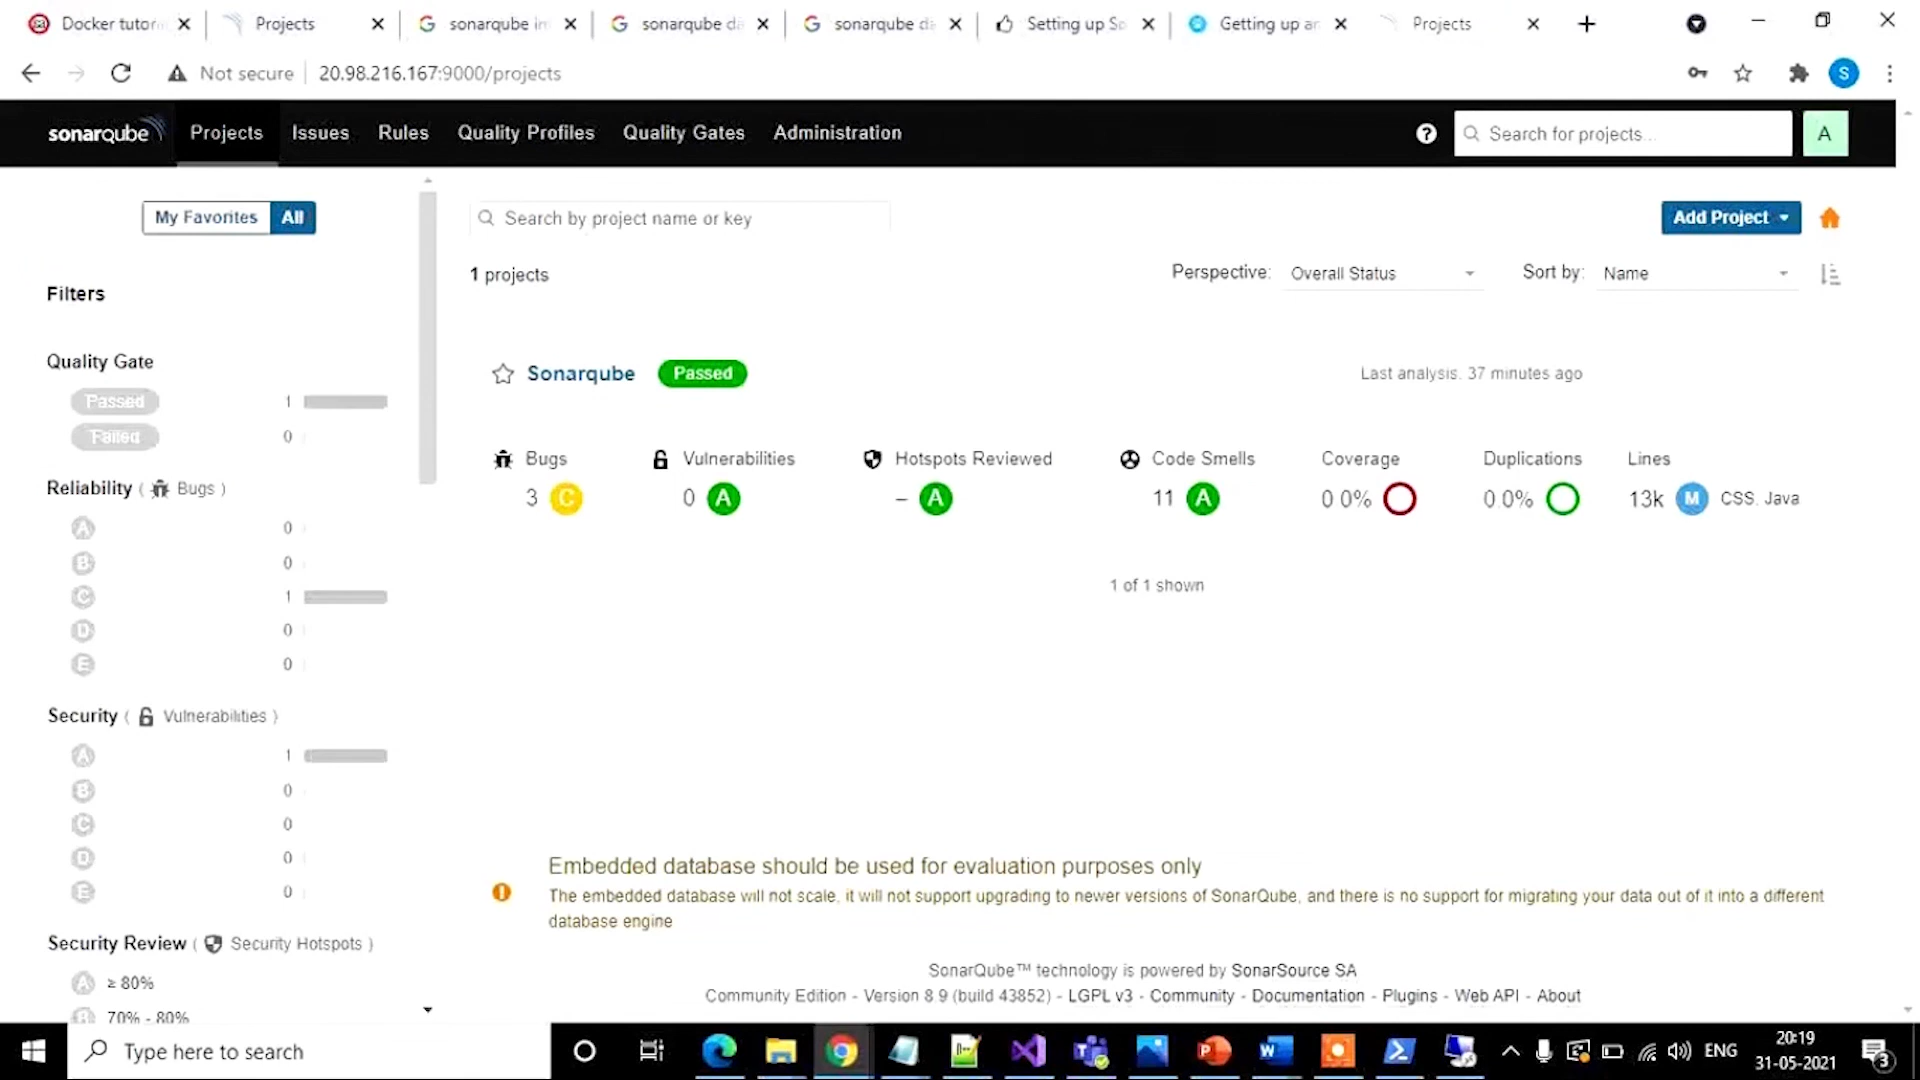 Docker tutori
Projects
sonarqube im
sonarqube da
sonarqube da
Setting up So
Getting up an
Projects
Not secure
20.98.216.167:9000/projects
S
sonarqube
Projects
Issues
Rules
Quality Profiles
Quality Gates
Administration
?
Search for projects...
A
My Favorites
All
Search by project name or key
Add Project
1 projects
Perspective:
Overall Status
Sort by:
Name
Filters
Quality Gate
Passed
1
Failed
0
Reliability ( Bugs )
A
0
B
0
C
1
D
0
E
0
Security ( Vulnerabilities )
A
1
B
0
C
0
D
0
E
0
Security Review ( Security Hotspots )
A
≥ 80%
70% - 80%
Sonarqube
Passed
Last analysis. 37 minutes ago
Bugs
3 C
Vulnerabilities
0 A
Hotspots Reviewed
– A
Code Smells
11 A
Coverage
0 0%
Duplications
0.0%
Lines
13k M CSS. Java
1 of 1 shown
Embedded database should be used for evaluation purposes only
The embedded database will not scale, it will not support upgrading to newer versions of SonarQube, and there is no support for migrating your data out of it into a different
database engine
SonarQube™ technology is powered by SonarSource SA
Community Edition - Version 8 9 (build 43852) - LGPL v3 - Community - Documentation - Plugins - Web API - About
Type here to search
ENG
20:19
31-05-2021
3